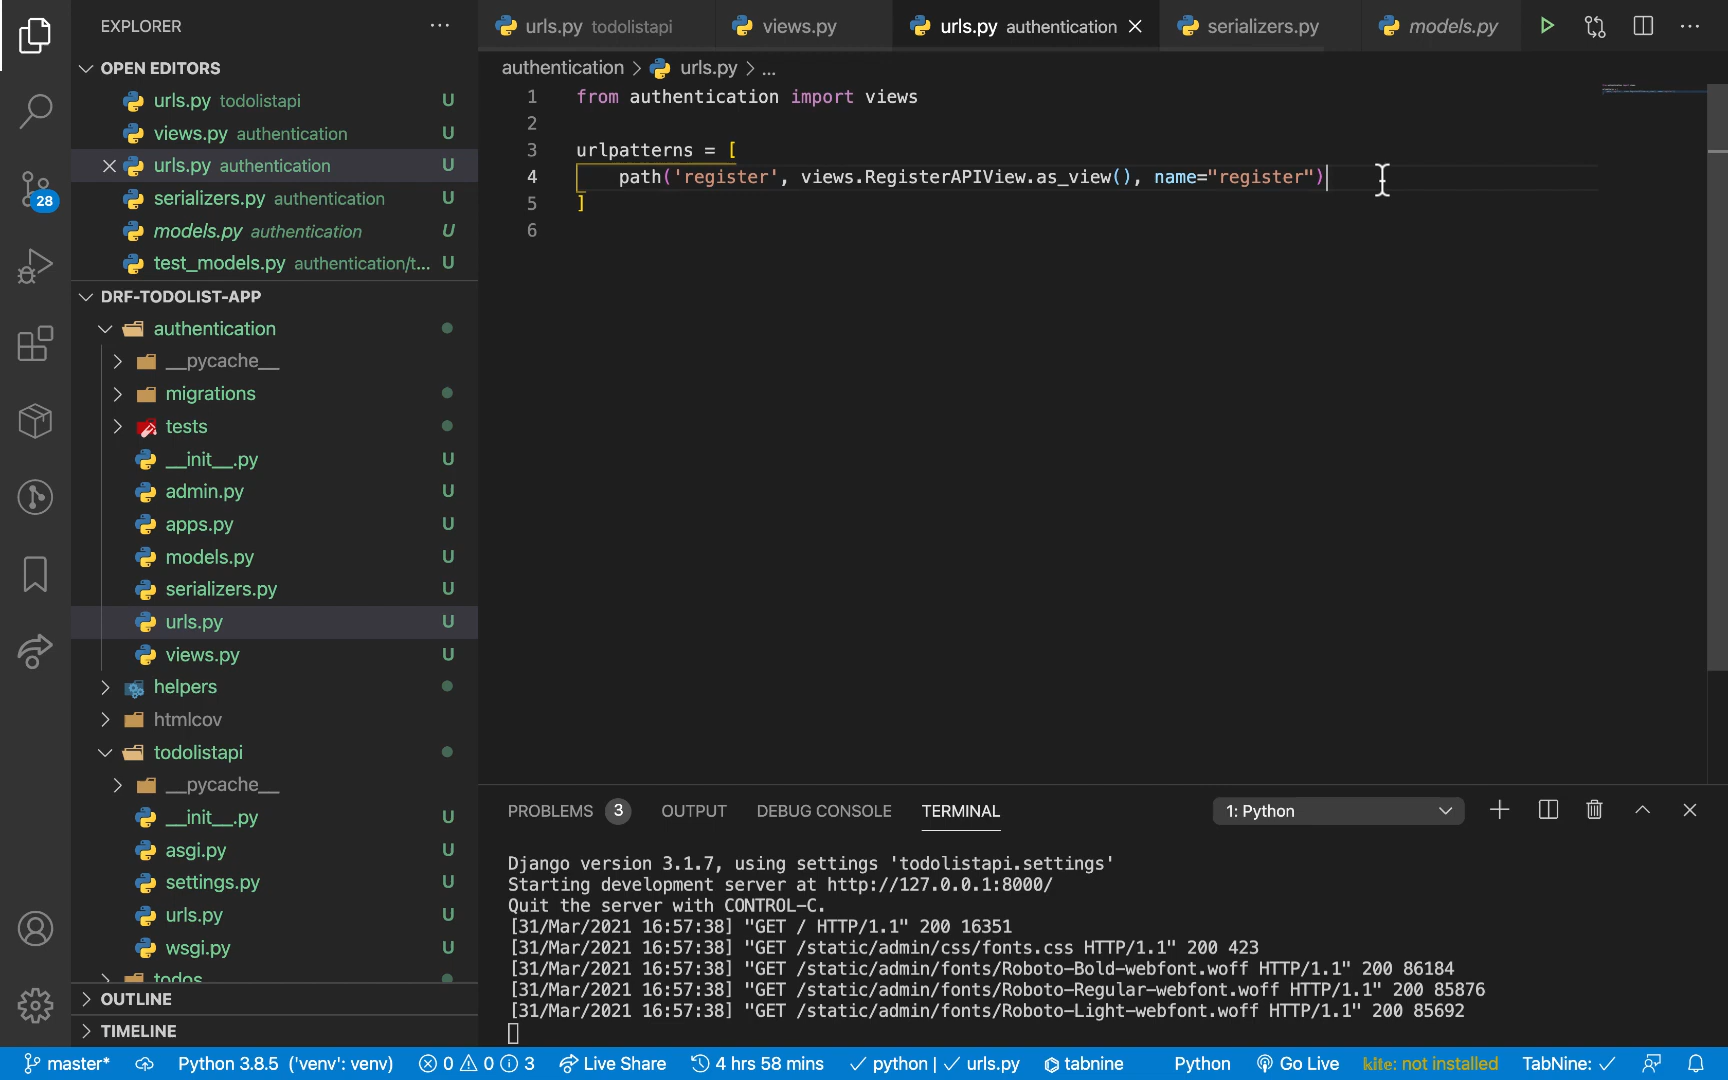 EXPLORER
OPEN EDITORS
urls.py todolistapi U
views.py authentication U
urls.py authentication U
serializers.py authentication U
models.py authentication U
test_models.py authentication/t... U
DRF-TODOLIST-APP
authentication
__pycache__
migrations
tests
__init__.py U
admin.py U
apps.py U
models.py U
serializers.py U
urls.py U
views.py U
helpers
htmlcov
todolistapi
__pycache__
__init__.py U
asgi.py U
settings.py U
urls.py U
wsgi.py U
todos
OUTLINE
TIMELINE
28
urls.py todolistapi views.py urls.py authentication serializers.py models.py
authentication > urls.py > ...
1 from authentication import views
2
3 urlpatterns = [
4 path('register', views.RegisterAPIView.as_view(), name="register")
5 ]
6
PROBLEMS 3 OUTPUT DEBUG CONSOLE TERMINAL 1: Python
Django version 3.1.7, using settings 'todolistapi.settings'
Starting development server at http://127.0.0.1:8000/
Quit the server with CONTROL-C.
[31/Mar/2021 16:57:38] "GET / HTTP/1.1" 200 16351
[31/Mar/2021 16:57:38] "GET /static/admin/css/fonts.css HTTP/1.1" 200 423
[31/Mar/2021 16:57:38] "GET /static/admin/fonts/Roboto-Bold-webfont.woff HTTP/1.1" 200 86184
[31/Mar/2021 16:57:38] "GET /static/admin/fonts/Roboto-Regular-webfont.woff HTTP/1.1" 200 85876
[31/Mar/2021 16:57:38] "GET /static/admin/fonts/Roboto-Light-webfont.woff HTTP/1.1" 200 85692
master* Python 3.8.5 ('venv': venv) 0 0 3 Live Share 4 hrs 58 mins ✓ python | ✓ urls.py tabnine Python Go Live kite: not installed TabNine: ✓